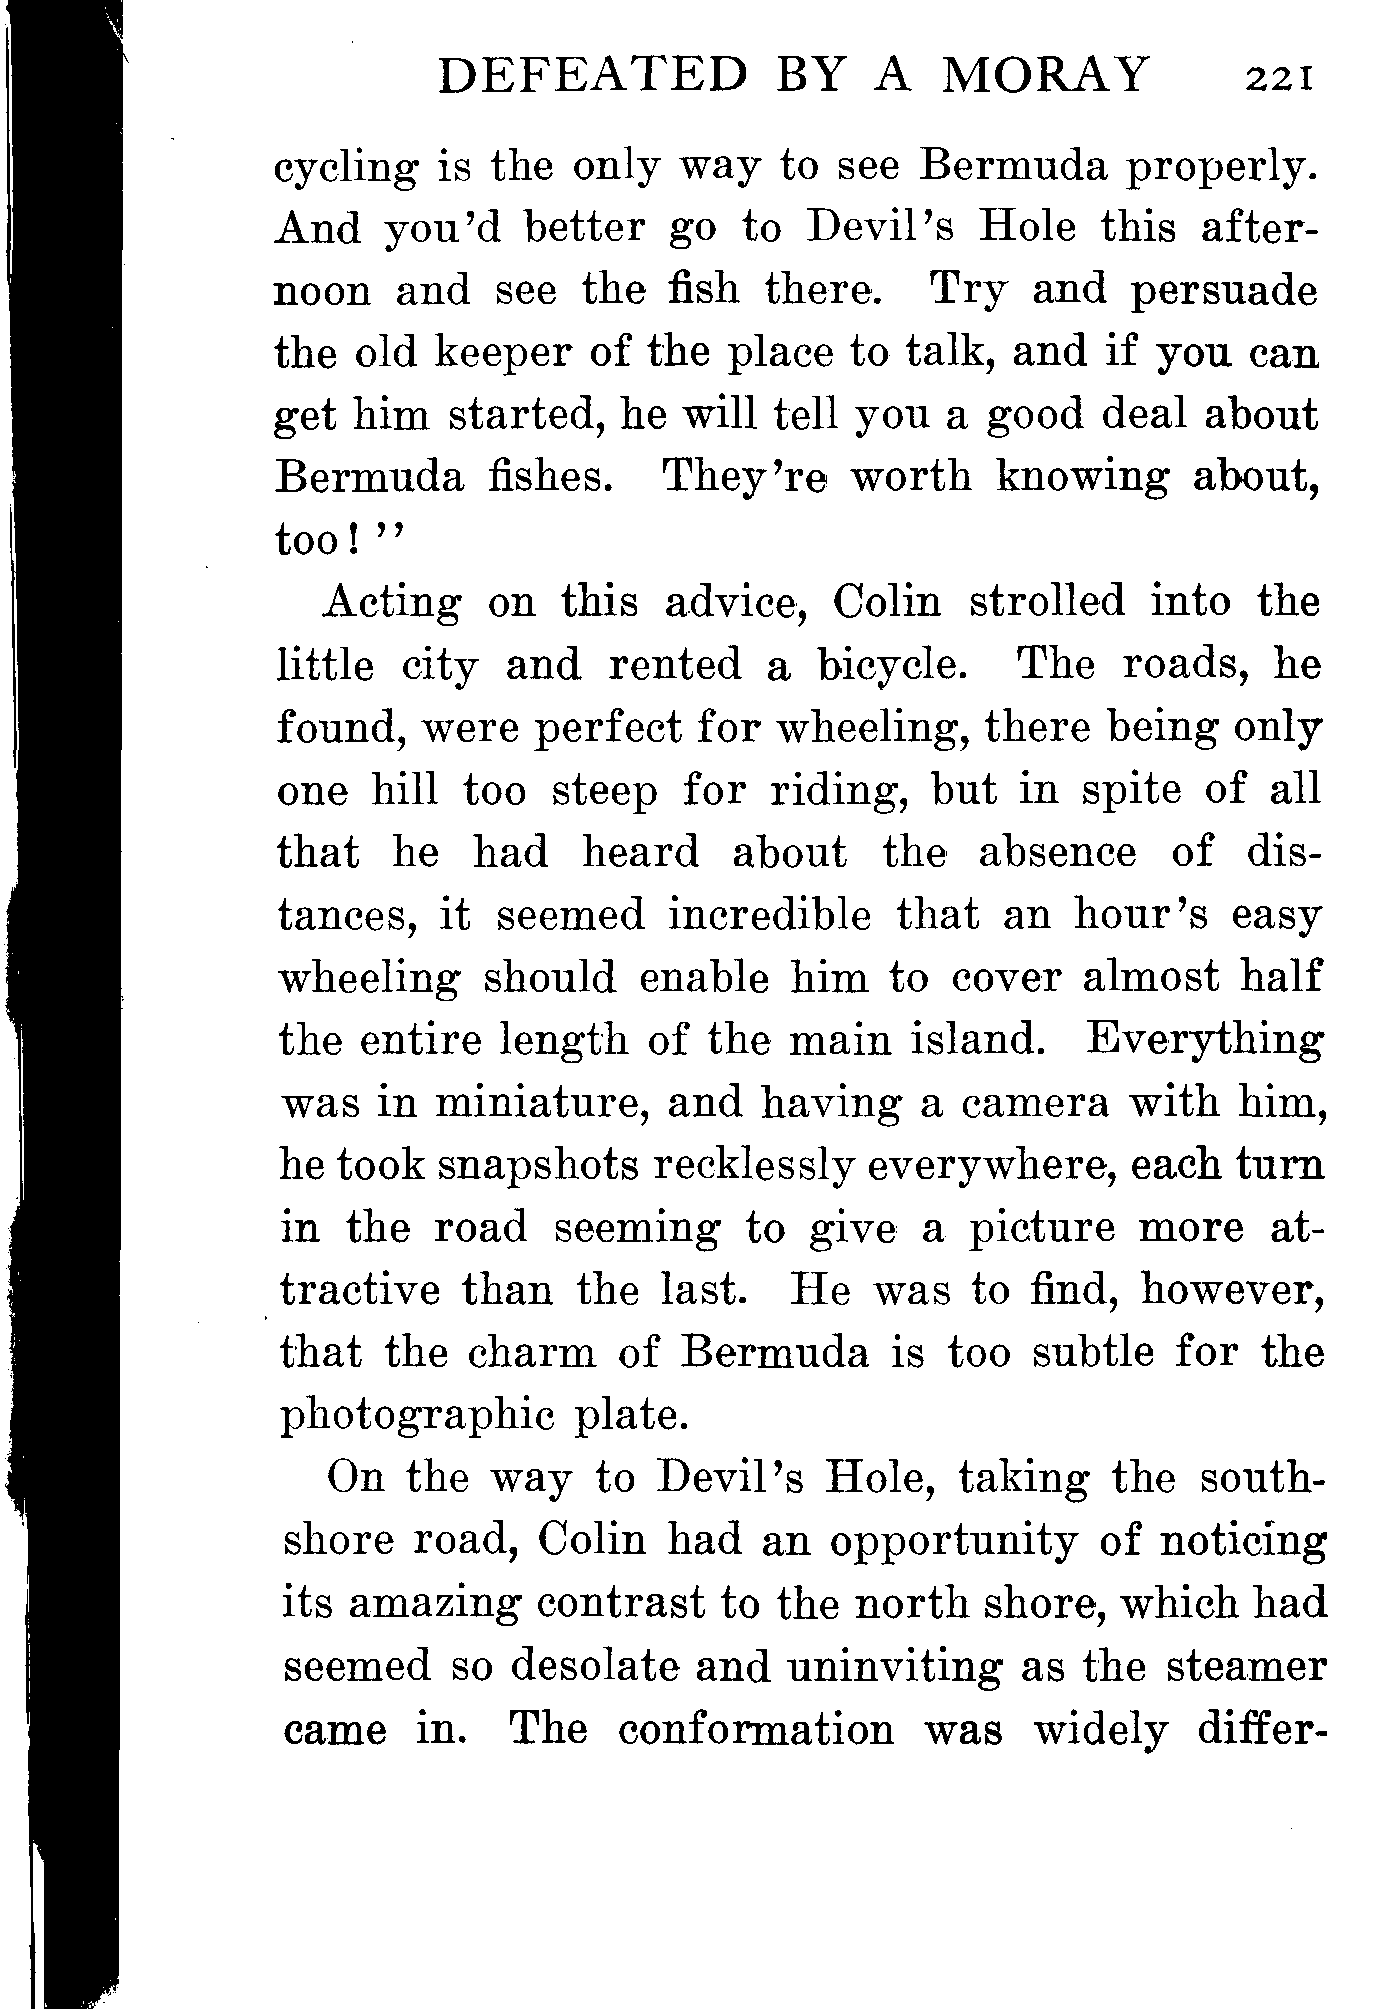 DEFEATED BY A MORAY 221
cycling is the only way to see Bermuda properly.
And you'd better go to Devil's Hole this after-
noon and see the fish there. Try and persuade
the old keeper of the place to talk, and if you can
get him started, he will tell you a good deal about
Bermuda fishes. They're worth knowing about,
too! ''
Acting on this advice, Colin strolled into the
little city and rented a bicycle. The roads, he
found, were perfect for wheeling, there being only
one hill too steep for riding, but in spite of all
that he had heard about the absence of dis-
tances, it seemed incredible that an hour's easy
wheeling should enable him to cover almost half
the entire length of the main island. Everything
was in miniature, and having a camera with him,
he took snapshots recklessly everywhere, each turn
in the road seeming to give a picture more at-
tractive than the last. He was to find, however,
that the charm of Bermuda is too subtle for the
photographic plate.
On the way to Devil's Hole, taking the south-
shore road, Colin had an opportunity of noticing
its amazing contrast to the north shore, which had
seemed so desolate and uninviting as the steamer
came in. The conformation was widely differ-